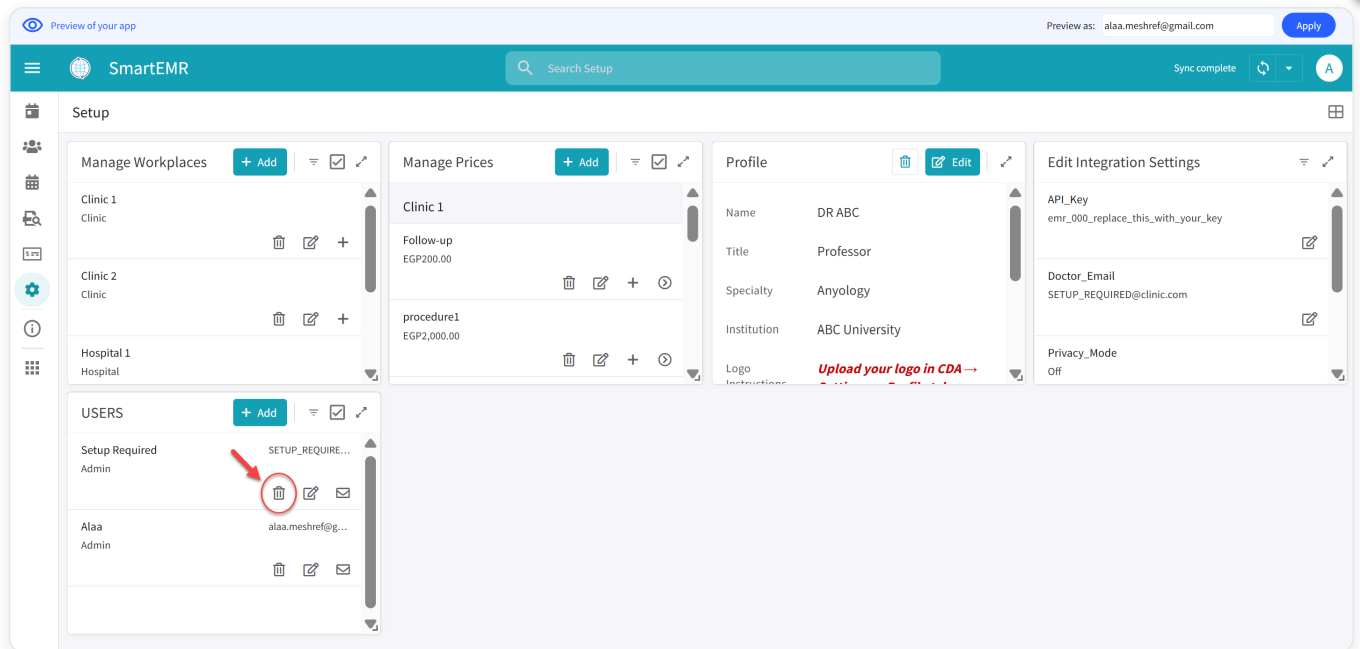 Preview of your app
Preview as: alaa.meshref@gmail.com Apply
SmartEMR
Search Setup
Sync complete
A
Setup
Manage Workplaces
+ Add
Clinic 1
Clinic
Clinic 2
Clinic
Hospital 1
Hospital
Manage Prices
+ Add
Clinic 1
Follow-up
EGP200.00
procedure1
EGP2,000.00
Profile
Edit
Name DR ABC
Title Professor
Specialty Anyology
Institution ABC University
Logo Upload your logo in CDA →
Instructions
Edit Integration Settings
API_Key
emr_000_replace_this_with_your_key
Doctor_Email
SETUP_REQUIRED@clinic.com
Privacy_Mode
Off
USERS
+ Add
Setup Required SETUP_REQUIRE...
Admin
Alaa alaa.meshref@g...
Admin